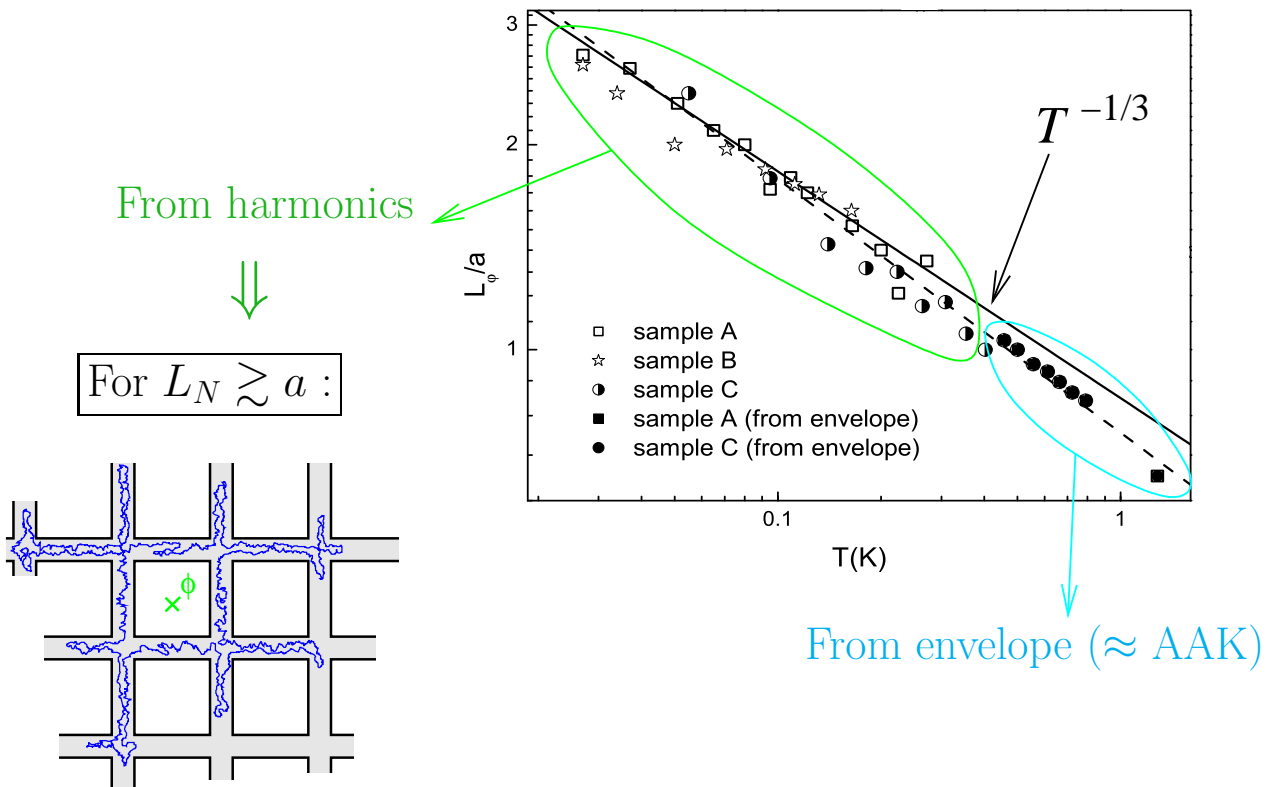 3
2
1
L_φ/a
T^{-1/3}
sample A
sample B
sample C
sample A (from envelope)
sample C (from envelope)
0.1
1
T(K)
From harmonics
⇓
For L_N ≳ a :
ϕ
From envelope (≈ AAK)